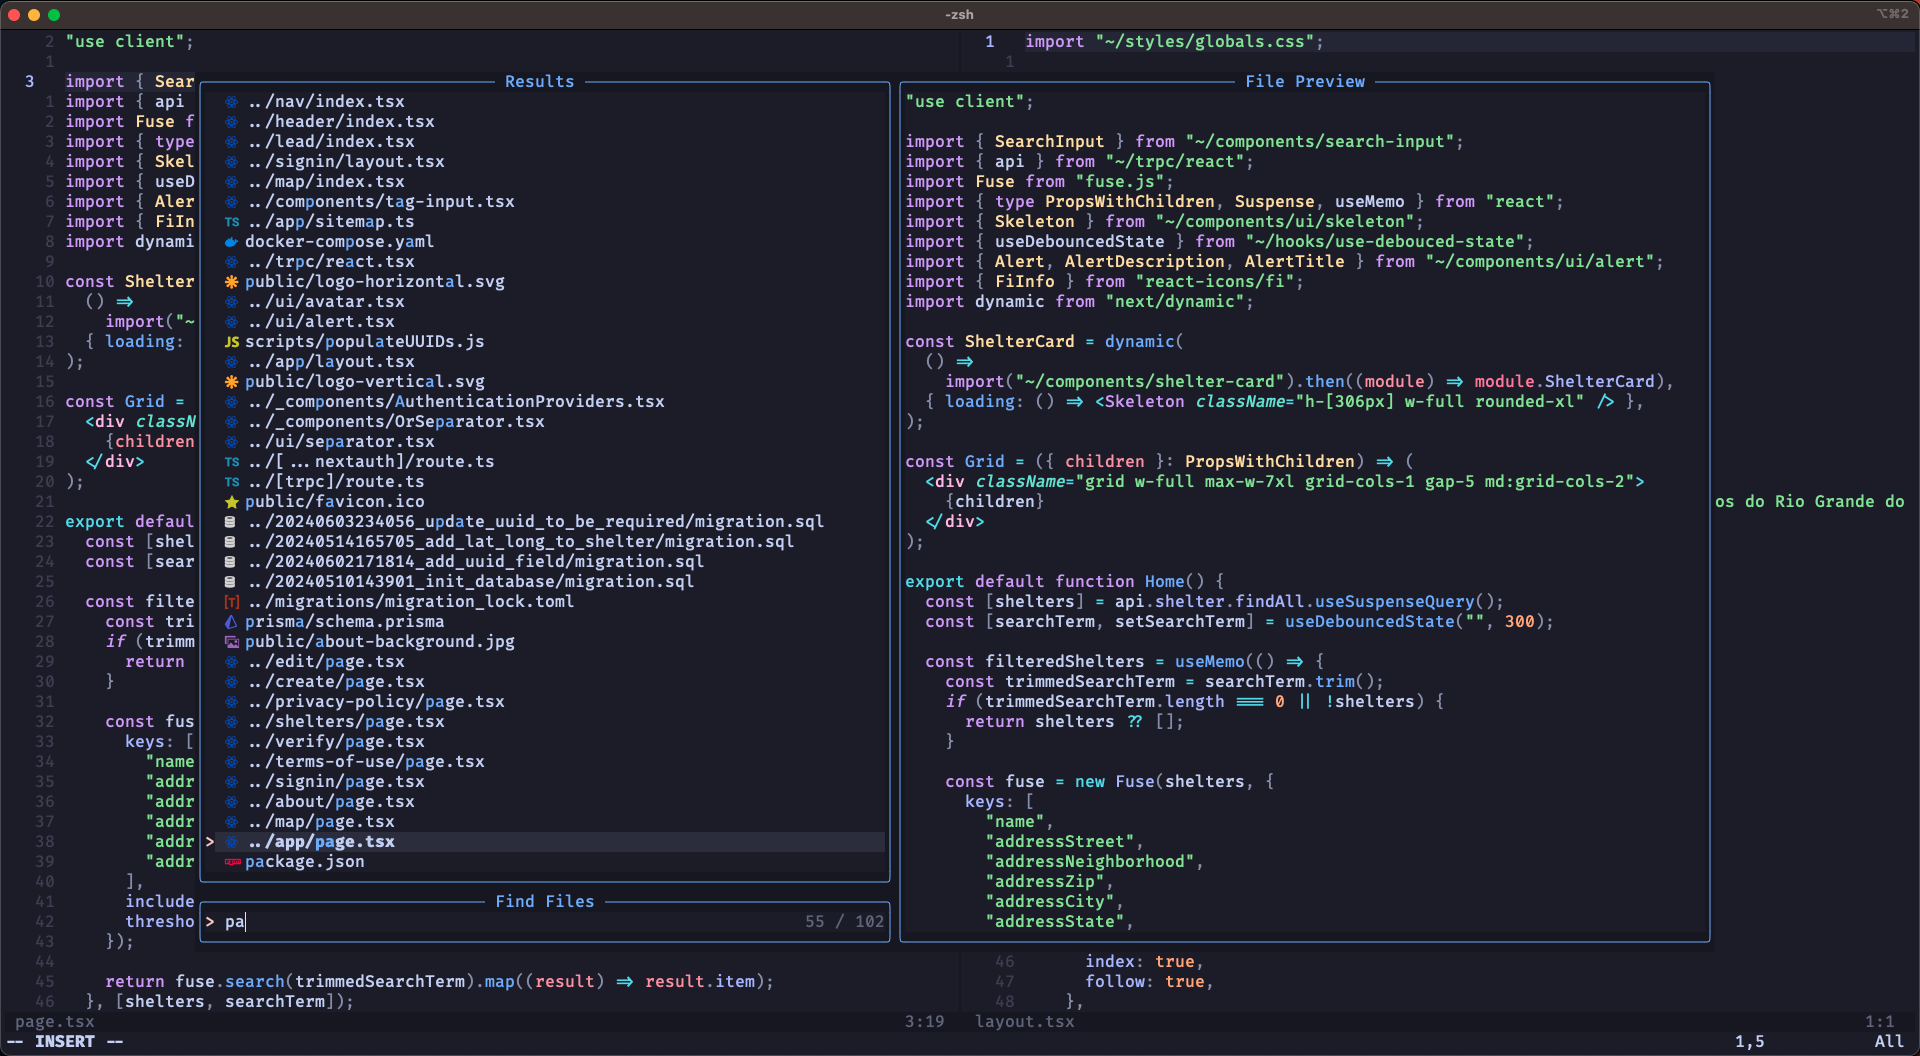 -zsh
⌥⌘2
2 "use client";
1
3 import { Sear
1 import { api
2 import Fuse f
3 import { type
4 import { Skel
5 import { useD
6 import { Aler
7 import { FiIn
8 import dynami
9
10 const Shelter
11 () =>
12 import("~
13 { loading:
14 );
15
16 const Grid =
17 <div classN
18 {children
19 </div>
20 );
21
22 export defaul
23 const [shel
24 const [sear
25
26 const filte
27 const tri
28 if (trimm
29 return
30 }
31
32 const fus
33 keys: [
34 "name
35 "addr
36 "addr
37 "addr
38 "addr
39 "addr
40 ],
41 include
42 thresho
43 });
44
45 return fuse.search(trimmedSearchTerm).map((result) => result.item);
46 }, [shelters, searchTerm]);
page.tsx 3:19
Results
../nav/index.tsx
../header/index.tsx
../lead/index.tsx
../signin/layout.tsx
../map/index.tsx
../components/tag-input.tsx
TS ../app/sitemap.ts
docker-compose.yaml
../trpc/react.tsx
public/logo-horizontal.svg
../ui/avatar.tsx
../ui/alert.tsx
JS scripts/populateUUIDs.js
../app/layout.tsx
public/logo-vertical.svg
../_components/AuthenticationProviders.tsx
../_components/OrSeparator.tsx
../ui/separator.tsx
TS ../[...nextauth]/route.ts
TS ../[trpc]/route.ts
public/favicon.ico
../20240603234056_update_uuid_to_be_required/migration.sql
../20240514165705_add_lat_long_to_shelter/migration.sql
../20240602171814_add_uuid_field/migration.sql
../20240510143901_init_database/migration.sql
[T] ../migrations/migration_lock.toml
prisma/schema.prisma
public/about-background.jpg
../edit/page.tsx
../create/page.tsx
../privacy-policy/page.tsx
../shelters/page.tsx
../verify/page.tsx
../terms-of-use/page.tsx
../signin/page.tsx
../about/page.tsx
../map/page.tsx
> ../app/page.tsx
package.json
Find Files
> pa 55 / 102
1 import "~/styles/globals.css";
1
File Preview
"use client";
import { SearchInput } from "~/components/search-input";
import { api } from "~/trpc/react";
import Fuse from "fuse.js";
import { type PropsWithChildren, Suspense, useMemo } from "react";
import { Skeleton } from "~/components/ui/skeleton";
import { useDebouncedState } from "~/hooks/use-debouced-state";
import { Alert, AlertDescription, AlertTitle } from "~/components/ui/alert";
import { FiInfo } from "react-icons/fi";
import dynamic from "next/dynamic";
const ShelterCard = dynamic(
() =>
import("~/components/shelter-card").then((module) => module.ShelterCard),
{ loading: () => <Skeleton className="h-[306px] w-full rounded-xl" /> },
);
const Grid = ({ children }: PropsWithChildren) => (
<div className="grid w-full max-w-7xl grid-cols-1 gap-5 md:grid-cols-2">
{children}
</div>
);
export default function Home() {
const [shelters] = api.shelter.findAll.useSuspenseQuery();
const [searchTerm, setSearchTerm] = useDebouncedState("", 300);
const filteredShelters = useMemo(() => {
const trimmedSearchTerm = searchTerm.trim();
if (trimmedSearchTerm.length === 0 || !shelters) {
return shelters ?? [];
}
const fuse = new Fuse(shelters, {
keys: [
"name",
"addressStreet",
"addressNeighborhood",
"addressZip",
"addressCity",
"addressState",
os do Rio Grande do
46 index: true,
47 follow: true,
48 },
layout.tsx 1:1
-- INSERT -- 1,5 All